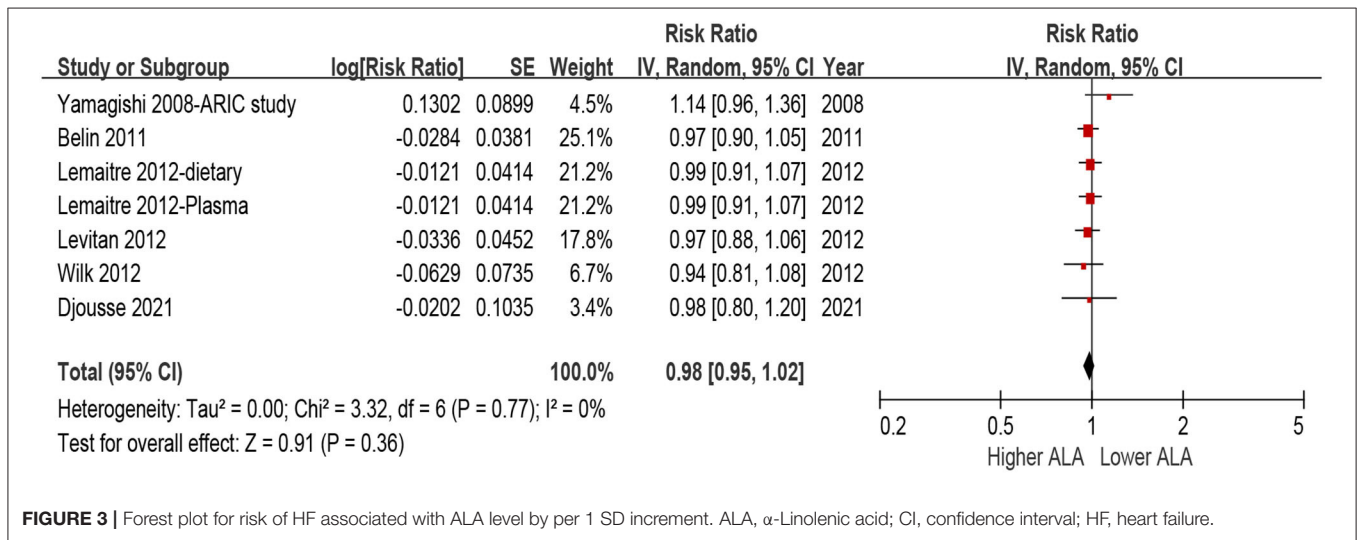 Risk Ratio Risk Ratio
Study or Subgroup log[Risk Ratio] SE Weight IV, Random, 95% CI Year IV, Random, 95% CI
Yamagishi 2008-ARIC study 0.1302 0.0899 4.5% 1.14 [0.96, 1.36] 2008
Belin 2011 -0.0284 0.0381 25.1% 0.97 [0.90, 1.05] 2011
Lemaitre 2012-dietary -0.0121 0.0414 21.2% 0.99 [0.91, 1.07] 2012
Lemaitre 2012-Plasma -0.0121 0.0414 21.2% 0.99 [0.91, 1.07] 2012
Levitan 2012 -0.0336 0.0452 17.8% 0.97 [0.88, 1.06] 2012
Wilk 2012 -0.0629 0.0735 6.7% 0.94 [0.81, 1.08] 2012
Djousse 2021 -0.0202 0.1035 3.4% 0.98 [0.80, 1.20] 2021
Total (95% CI) 100.0% 0.98 [0.95, 1.02]
Heterogeneity: Tau² = 0.00; Chi² = 3.32, df = 6 (P = 0.77); I² = 0%
Test for overall effect: Z = 0.91 (P = 0.36)
0.2 0.5 1 2 5
Higher ALA Lower ALA
FIGURE 3 | Forest plot for risk of HF associated with ALA level by per 1 SD increment. ALA, α-Linolenic acid; CI, confidence interval; HF, heart failure.